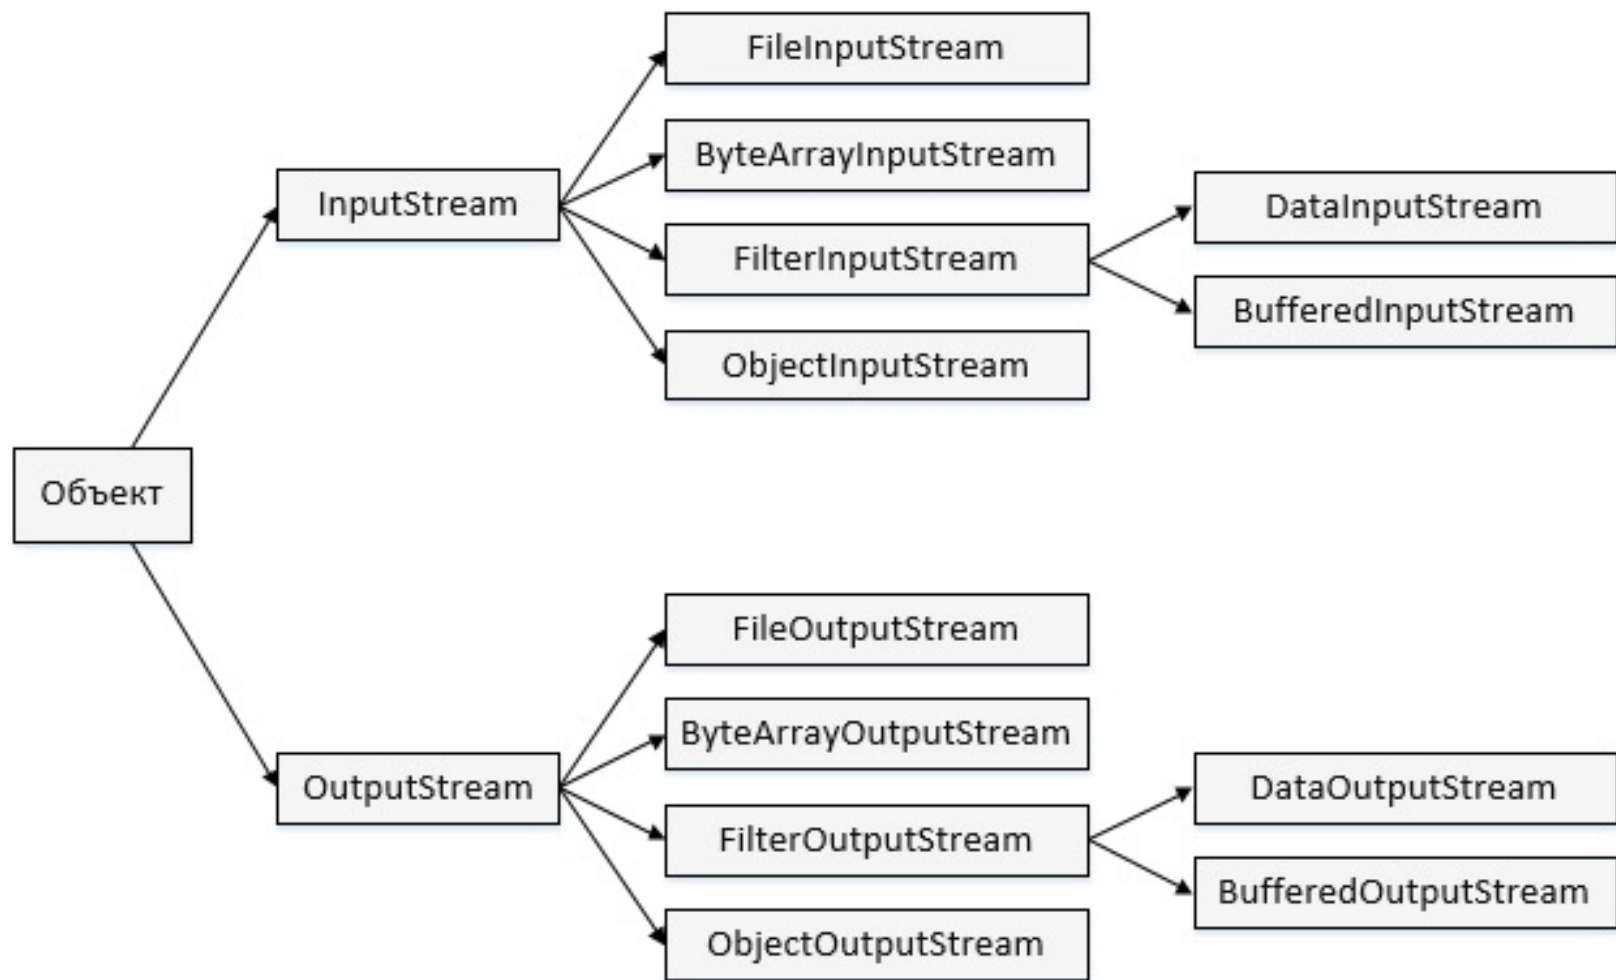 Объект
InputStream
FileInputStream
ByteArrayInputStream
FilterInputStream
ObjectInputStream
DataInputStream
BufferedInputStream
OutputStream
FileOutputStream
ByteArrayOutputStream
FilterOutputStream
ObjectOutputStream
DataOutputStream
BufferedOutputStream